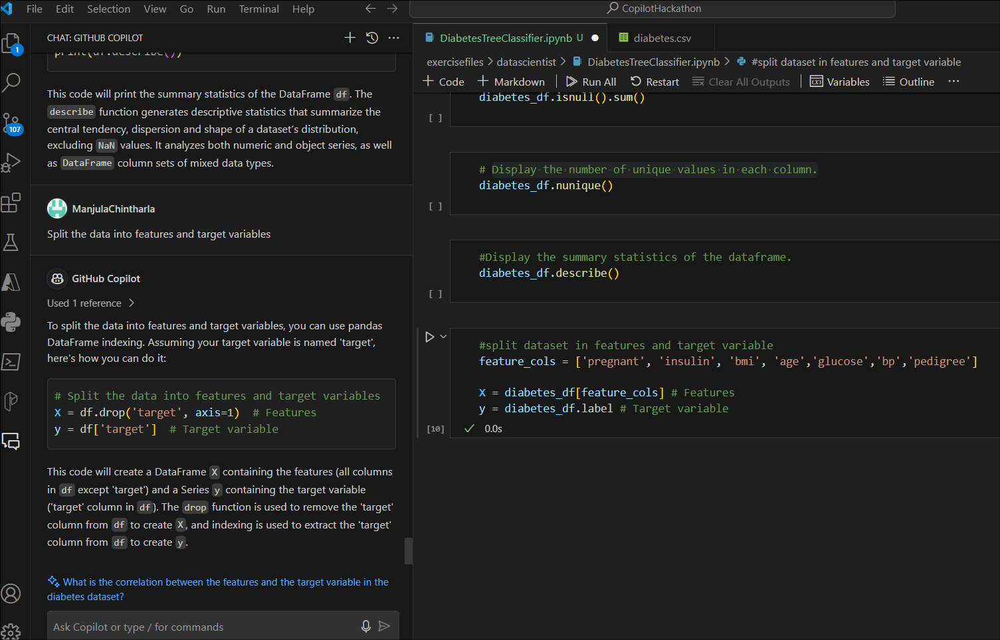 File Edit Selection View Go Run Terminal Help
CopilotHackathon
CHAT: GITHUB COPILOT
print(df.describe())
This code will print the summary statistics of the DataFrame df. The
describe function generates descriptive statistics that summarize the
central tendency, dispersion and shape of a dataset's distribution,
excluding NaN values. It analyzes both numeric and object series, as well
as DataFrame column sets of mixed data types.
ManjulaChintharla
Split the data into features and target variables
GitHub Copilot
Used 1 reference
To split the data into features and target variables, you can use pandas
DataFrame indexing. Assuming your target variable is named 'target',
here's how you can do it:
# Split the data into features and target variables
X = df.drop('target', axis=1)  # Features
y = df['target']  # Target variable
This code will create a DataFrame X containing the features (all columns
in df except 'target') and a Series y containing the target variable
('target' column in df). The drop function is used to remove the 'target'
column from df to create X, and indexing is used to extract the 'target'
column from df to create y.
What is the correlation between the features and the target variable in the
diabetes dataset?
Ask Copilot or type / for commands
1
107
DiabetesTreeClassifier.ipynb U
diabetes.csv
exercisefiles > datascientist > DiabetesTreeClassifier.ipynb > #split dataset in features and target variable
+ Code + Markdown Run All Restart Clear All Outputs Variables Outline ...
diabetes_df.isnull().sum()
[ ]
# Display the number of unique values in each column.
diabetes_df.nunique()
[ ]
#Display the summary statistics of the dataframe.
diabetes_df.describe()
[ ]
#split dataset in features and target variable
feature_cols = ['pregnant', 'insulin', 'bmi', 'age','glucose','bp','pedigree']
X = diabetes_df[feature_cols] # Features
y = diabetes_df.label # Target variable
[10] 0.0s